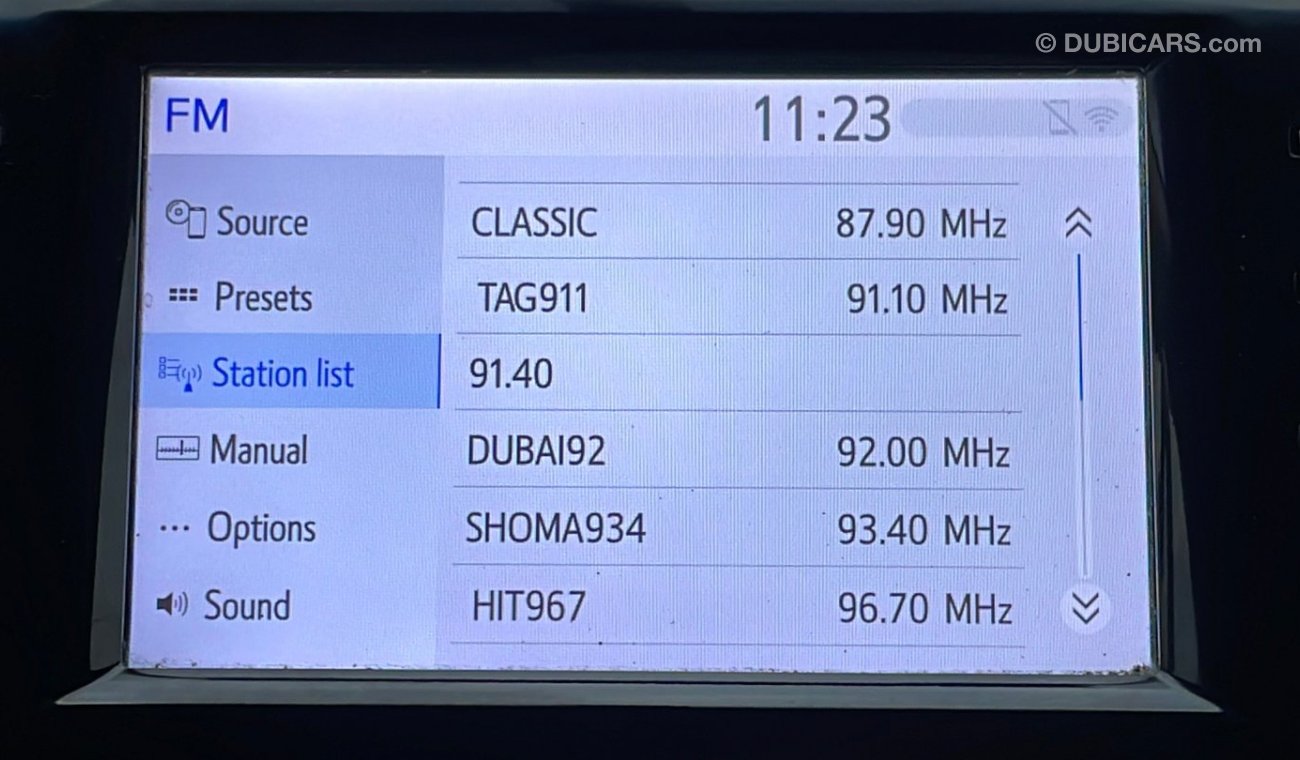 © DUBICARS.com
FM 11:23
Source
Presets
Station list
Manual
Options
Sound
CLASSIC 87.90 MHz
TAG911 91.10 MHz
91.40
DUBAI92 92.00 MHz
SHOMA934 93.40 MHz
HIT967 96.70 MHz